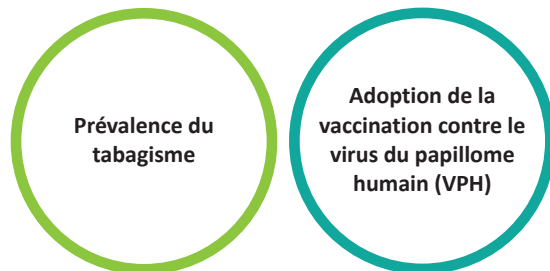 Prévalence du
tabagisme
Adoption de la
vaccination contre le
virus du papillome
humain (VPH)